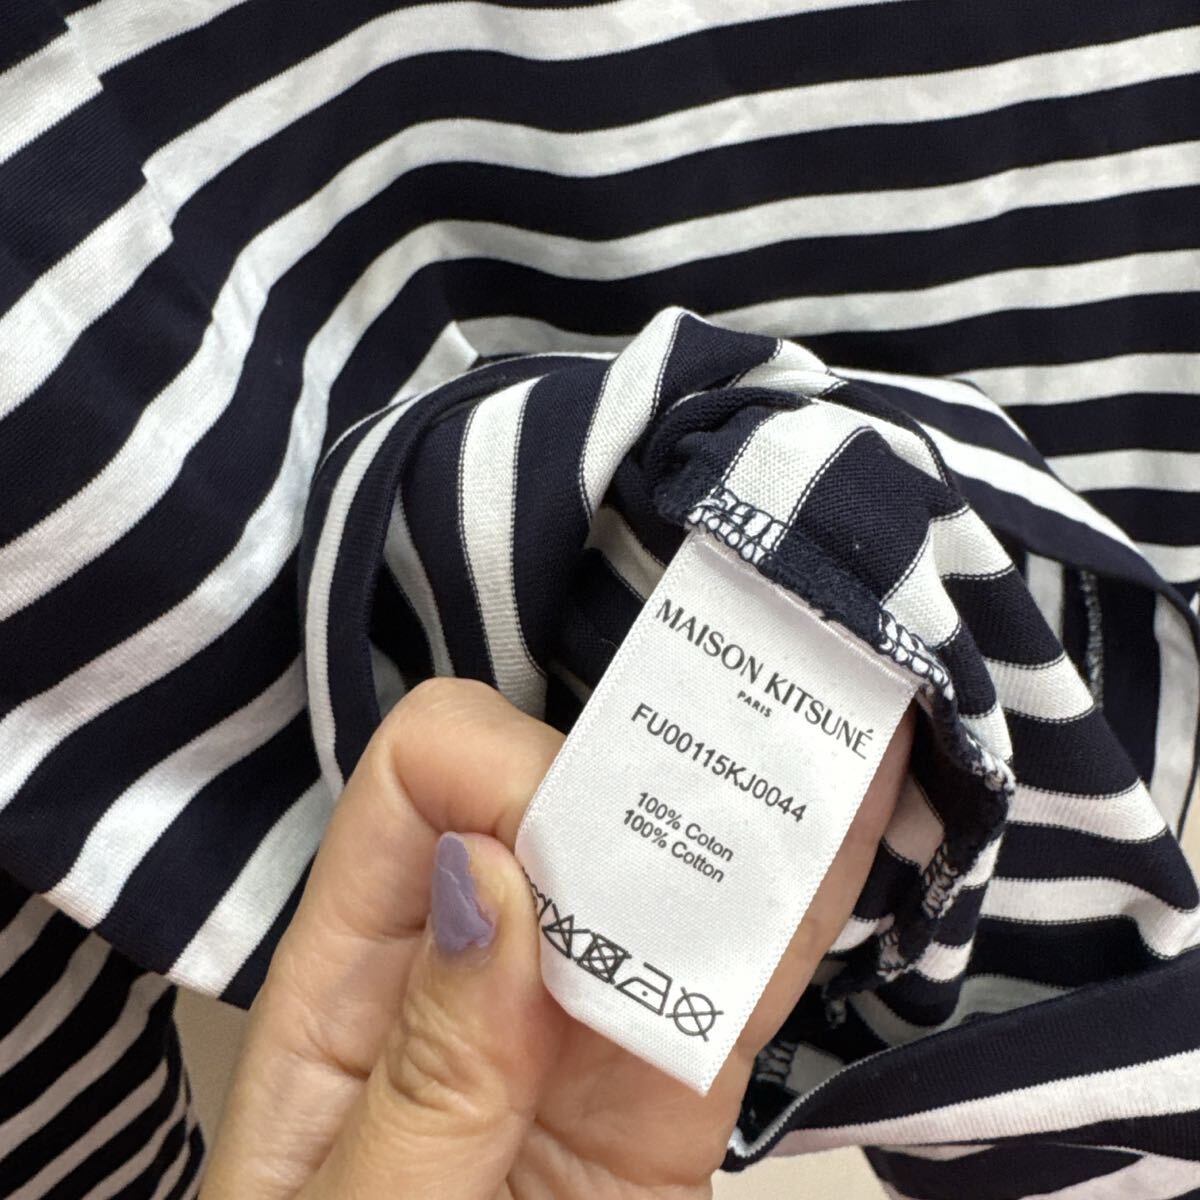 MAISON KITSUNÉ
PARIS
FU00115KJ0044
100% Coton
100% Cotton